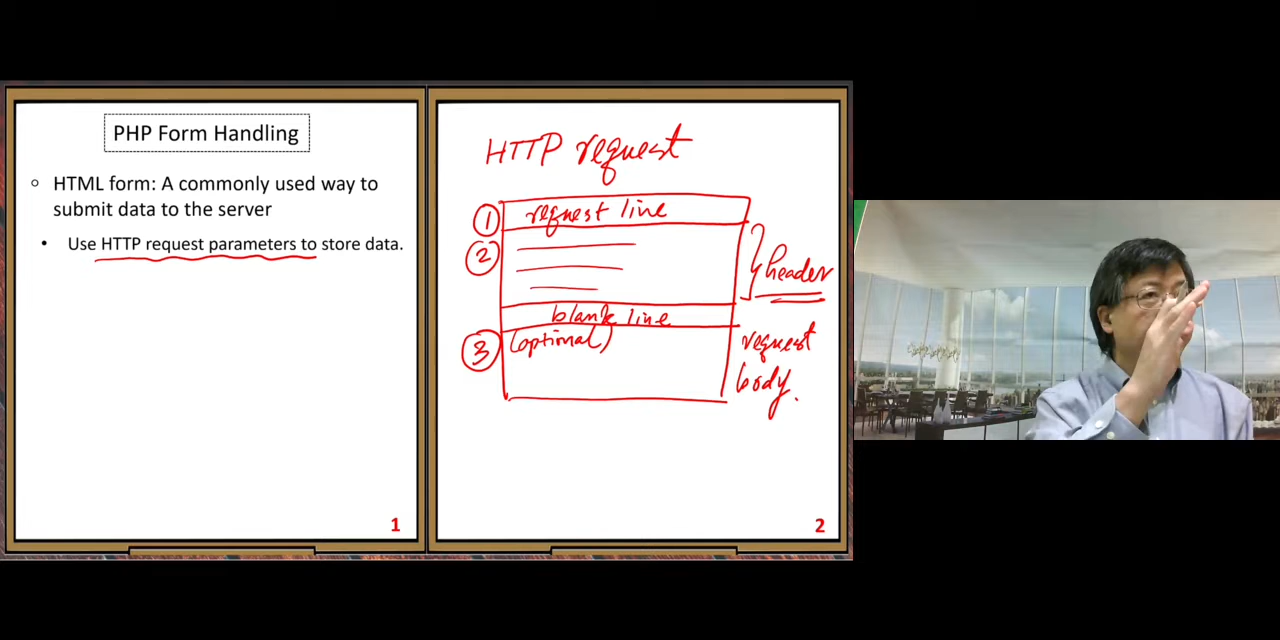 PHP Form Handling
HTML form: A commonly used way to
submit data to the server
Use HTTP request parameters to store data.
1
HTTP request
1 request line
2
header
blank line
3 (optional)
request
body.
2